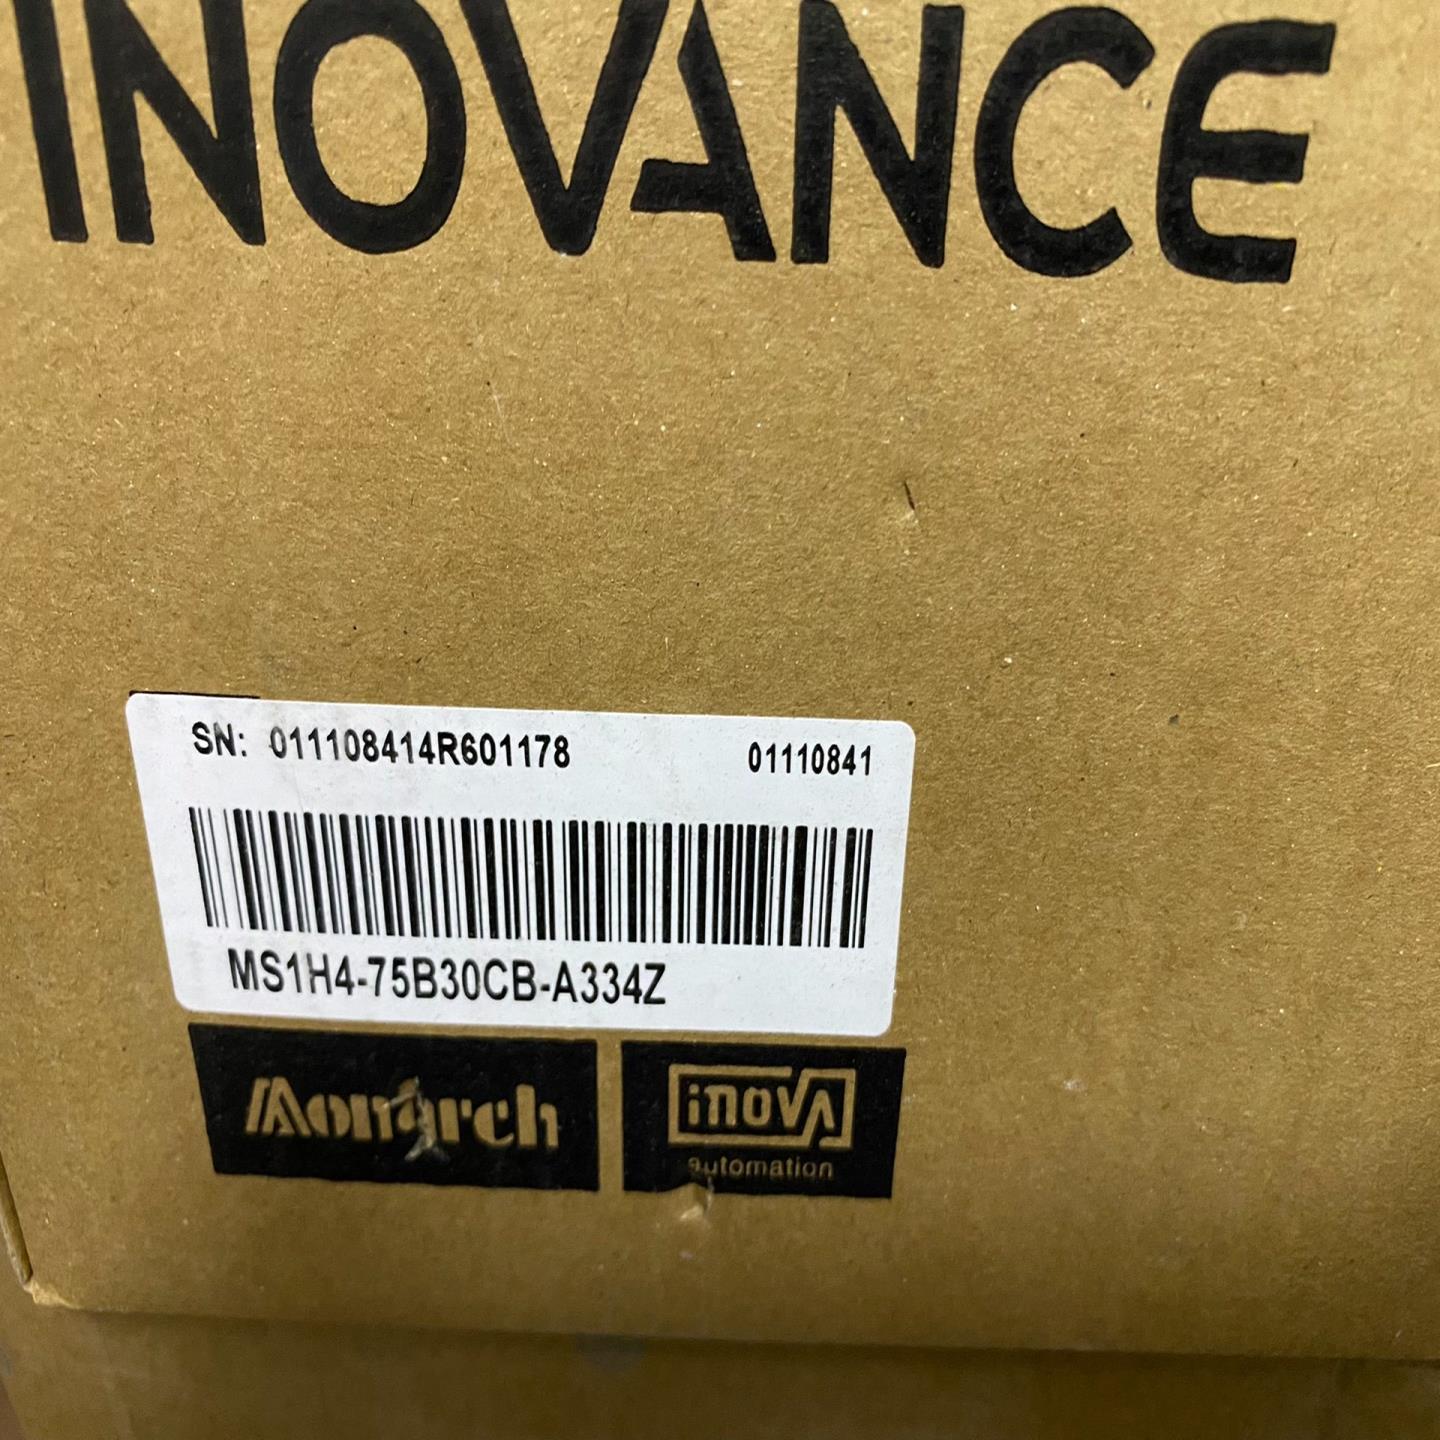 INOVANCE
SN: 011108414R601178 01110841
MS1H4-75B30CB-A334Z
Monarch
inovA
automation